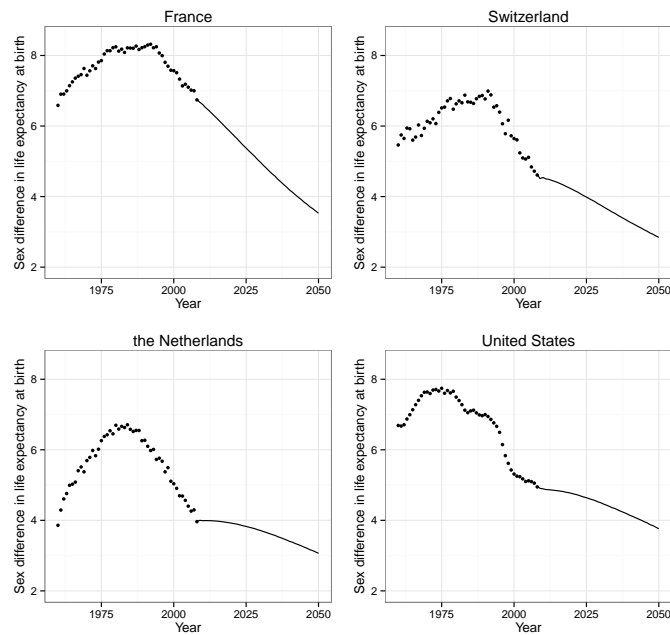 France
Sex difference in life expectancy at birth
8
6
4
2
1975 2000 2025 2050
Year
Switzerland
Sex difference in life expectancy at birth
8
6
4
2
1975 2000 2025 2050
Year
the Netherlands
Sex difference in life expectancy at birth
8
6
4
2
1975 2000 2025 2050
Year
United States
Sex difference in life expectancy at birth
8
6
4
2
1975 2000 2025 2050
Year